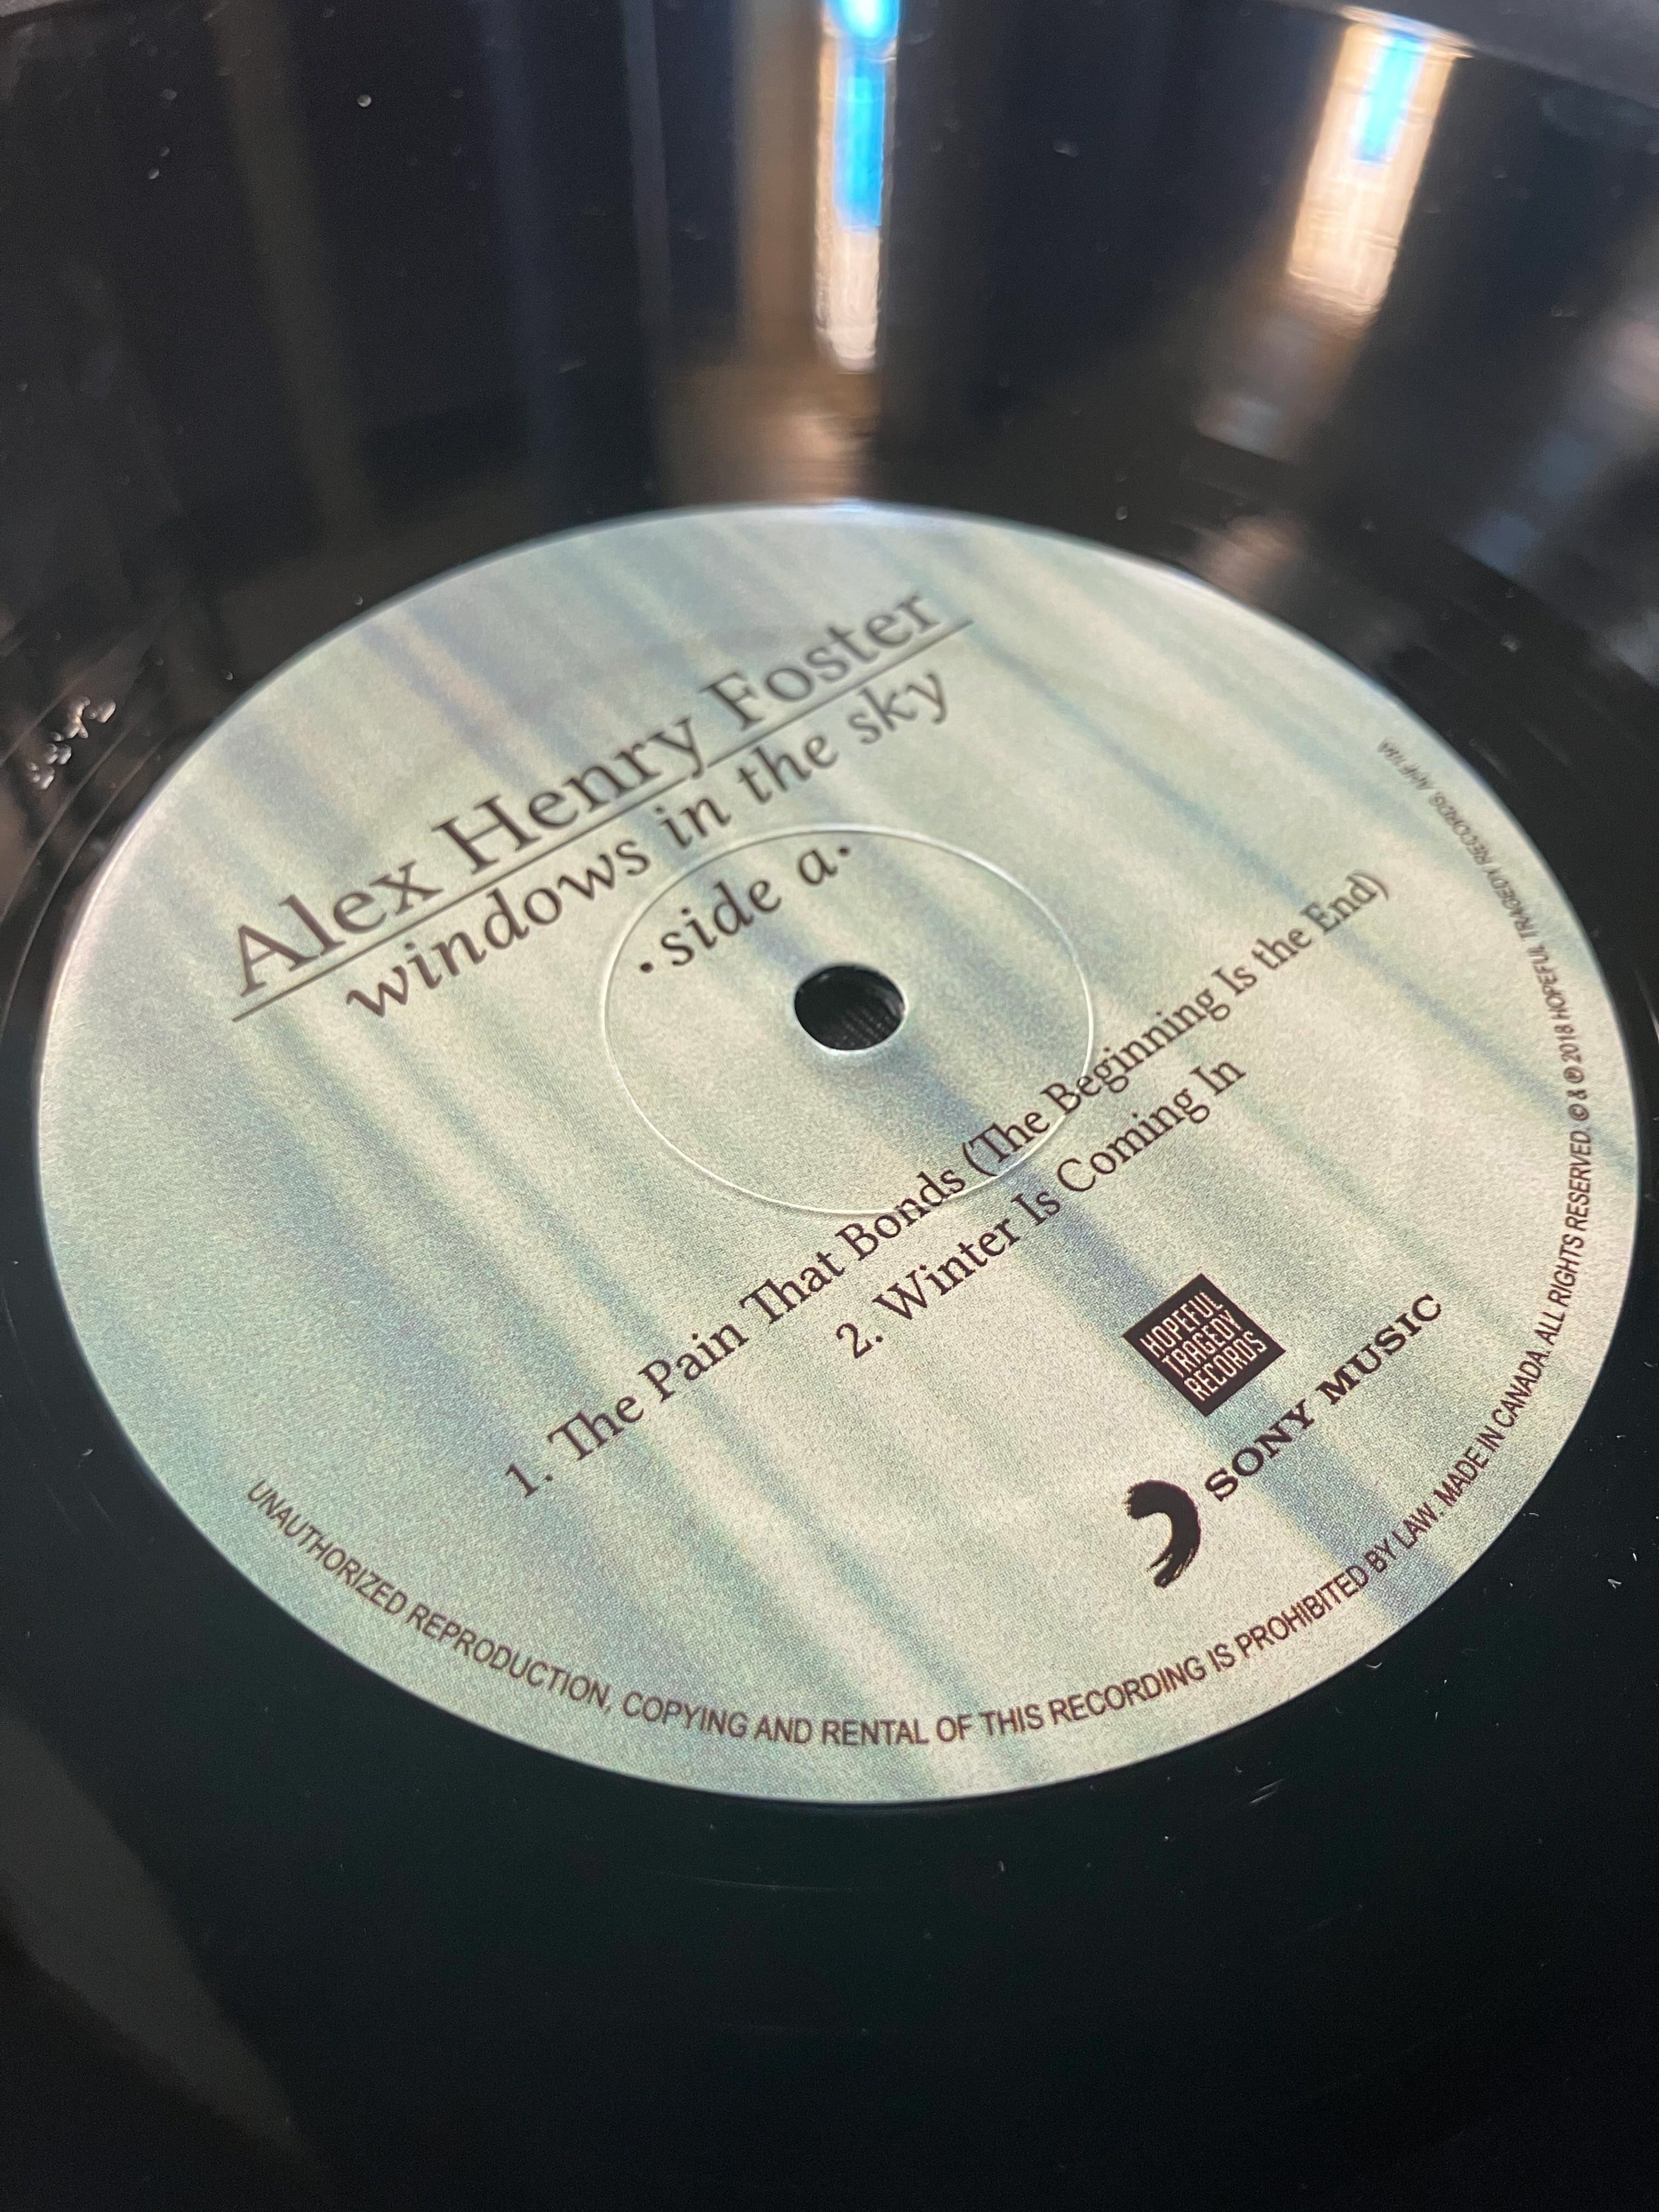 Alex Henry Foster
windows in the sky
· side a ·
1. The Pain That Bonds (The Beginning Is the End)
2. Winter Is Coming In
HOPEFUL
TRAGEDY
RECORDS
SONY MUSIC
UNAUTHORIZED REPRODUCTION, COPYING AND RENTAL OF THIS RECORDING IS PROHIBITED BY LAW. MADE IN CANADA. ALL RIGHTS RESERVED. © & ℗ 2018 HOPEFUL TRAGEDY RECORDS.